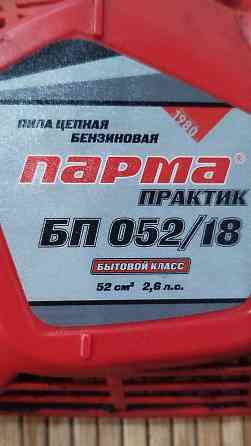 1980
ПИЛА ЦЕПНАЯ
БЕНЗИНОВАЯ
ПАРМА®
ПРАКТИК
БП 052/18
БЫТОВОЙ КЛАСС
52 см³ 2,6 л.с.